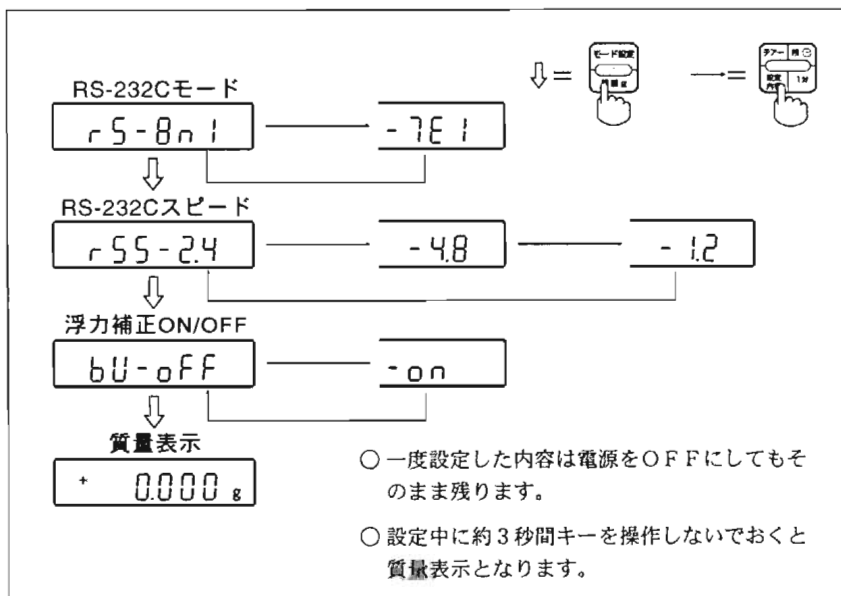 モード設定
テアー
設定
内容
1分
RS-232Cモード
rS-8n1
-7E1
RS-232Cスピード
rSS-2.4
-4.8
-1.2
浮力補正ON/OFF
bU-oFF
-on
質量表示
+ 0.000 g
○ 一度設定した内容は電源をＯＦＦにしてもそ
のまま残ります。
○ 設定中に約３秒間キーを操作しないでおくと
質量表示となります。